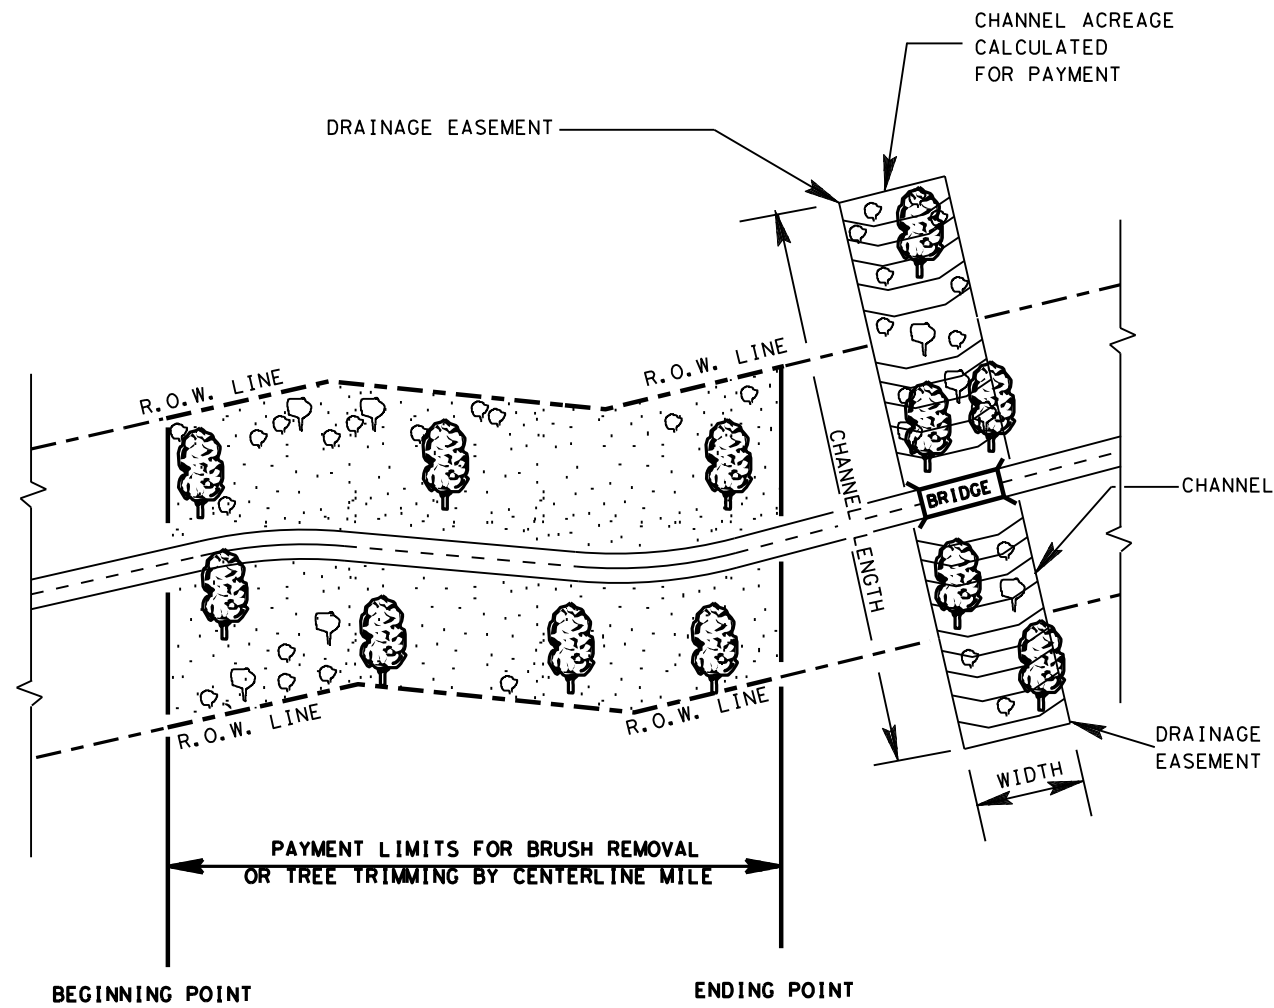 CHANNEL ACREAGE
CALCULATED
FOR PAYMENT
DRAINAGE EASEMENT
R.O.W. LINE
R.O.W. LINE
CHANNEL LENGTH
BRIDGE
CHANNEL
R.O.W. LINE
R.O.W. LINE
DRAINAGE
EASEMENT
WIDTH
PAYMENT LIMITS FOR BRUSH REMOVAL
OR TREE TRIMMING BY CENTERLINE MILE
BEGINNING POINT
ENDING POINT